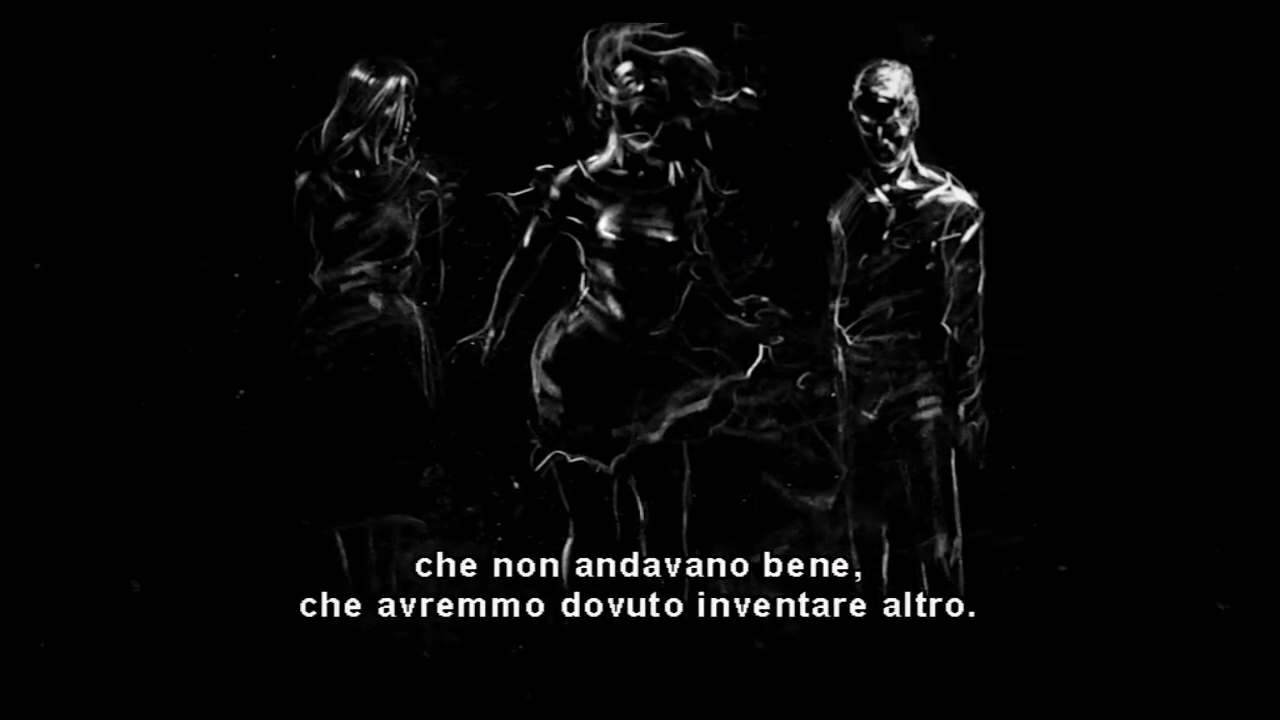 che non andavano bene,
che avremmo dovuto inventare altro.